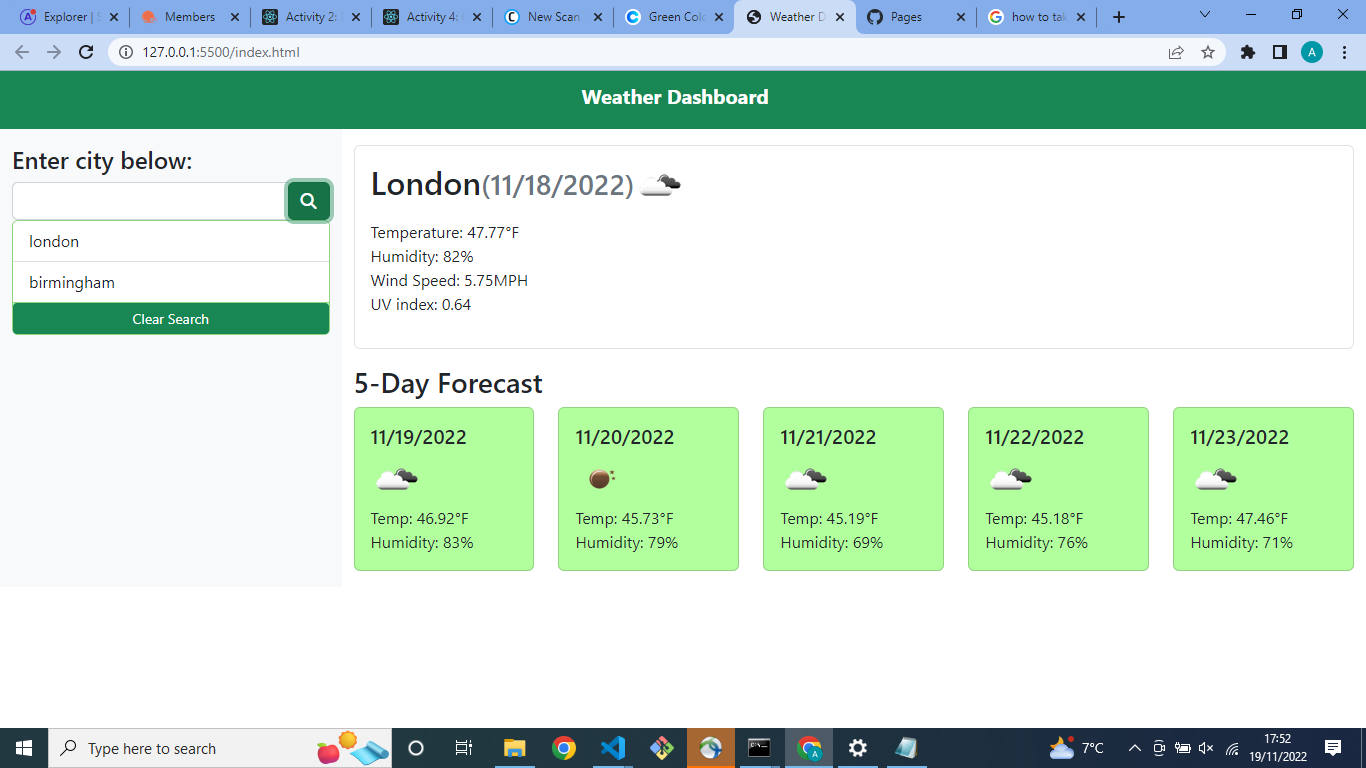 Explorer | S
Members
Activity 2:
Activity 4:
New Scan
Green Colo
Weather D
Pages
how to tak
127.0.0.1:5500/index.html
A
Weather Dashboard
Enter city below:
london
birmingham
Clear Search
London(11/18/2022)
Temperature: 47.77°F
Humidity: 82%
Wind Speed: 5.75MPH
UV index: 0.64
5-Day Forecast
11/19/2022
Temp: 46.92°F
Humidity: 83%
11/20/2022
Temp: 45.73°F
Humidity: 79%
11/21/2022
Temp: 45.19°F
Humidity: 69%
11/22/2022
Temp: 45.18°F
Humidity: 76%
11/23/2022
Temp: 47.46°F
Humidity: 71%
Type here to search
7°C
17:52
19/11/2022